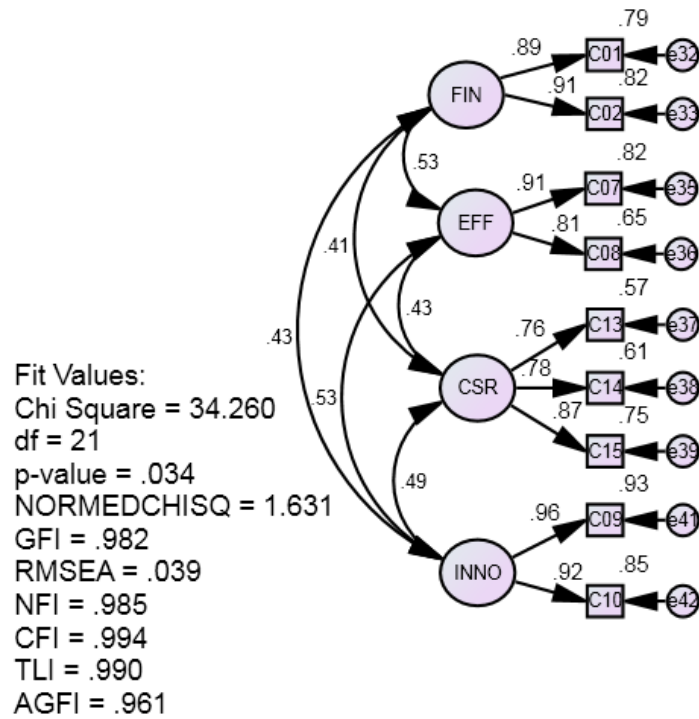 .79
.89
C01
e32
FIN
.91
.82
C02
e33
.53
.82
.91
C07
e35
EFF
.81
.65
C08
e36
.41
.43
.57
.43
.76
C13
e37
.61
.78
CSR
C14
e38
.53
.87
.75
C15
e39
.49
.93
.96
C09
e41
INNO
.92
.85
C10
e42
Fit Values:
Chi Square = 34.260
df = 21
p-value = .034
NORMEDCHISQ = 1.631
GFI = .982
RMSEA = .039
NFI = .985
CFI = .994
TLI = .990
AGFI = .961